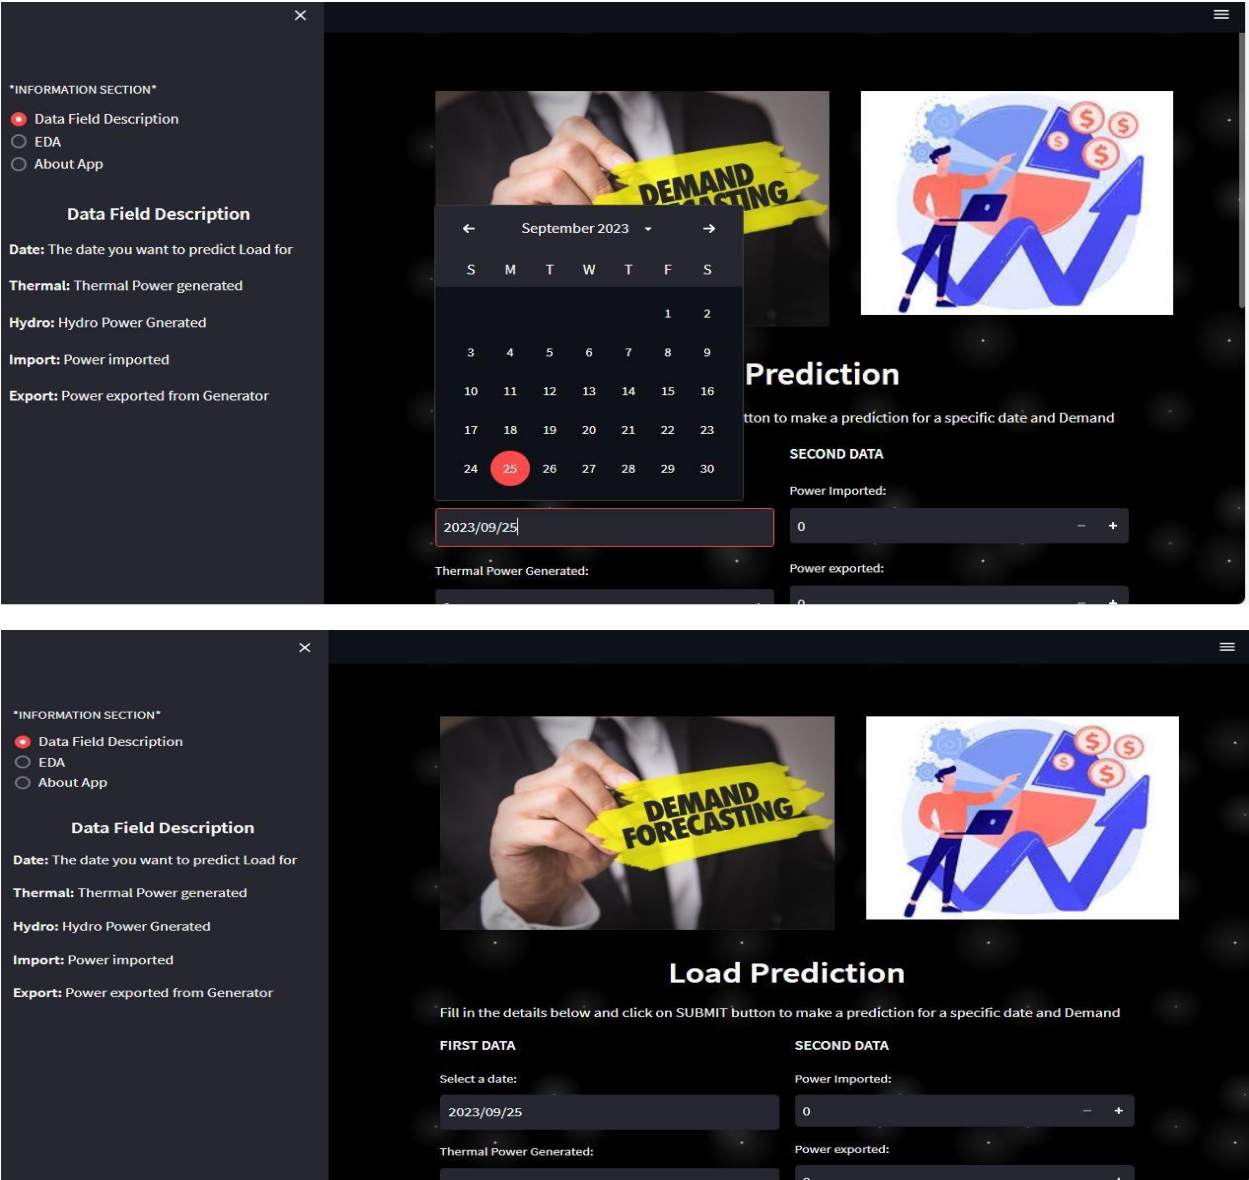 *INFORMATION SECTION*
Data Field Description
EDA
About App
Data Field Description
Date: The date you want to predict Load for
Thermal: Thermal Power generated
Hydro: Hydro Power Gnerated
Import: Power imported
Export: Power exported from Generator
DEMAND
September 2023
S M T W T F S
1 2
3 4 5 6 7 8 9
10 11 12 13 14 15 16
17 18 19 20 21 22 23
24 25 26 27 28 29 30
Prediction
tton to make a prediction for a specific date and Demand
SECOND DATA
Power Imported:
0
2023/09/25
Thermal Power Generated:
Power exported:
*INFORMATION SECTION*
Data Field Description
EDA
About App
Data Field Description
Date: The date you want to predict Load for
Thermal: Thermal Power generated
Hydro: Hydro Power Gnerated
Import: Power imported
Export: Power exported from Generator
DEMAND
FORECASTING
Load Prediction
Fill in the details below and click on SUBMIT button to make a prediction for a specific date and Demand
FIRST DATA
SECOND DATA
Select a date:
Power Imported:
2023/09/25
0
Thermal Power Generated:
Power exported: